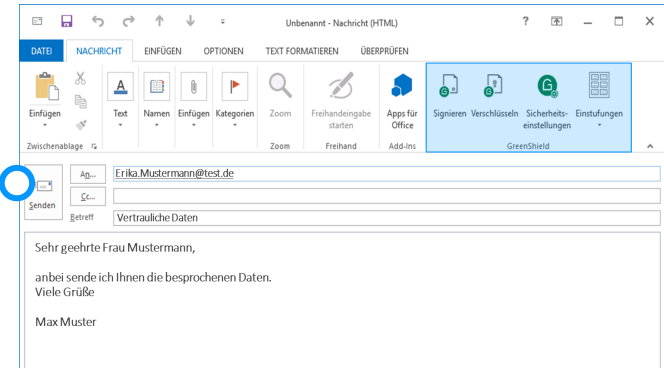 Unbenannt - Nachricht (HTML)
DATEI NACHRICHT EINFÜGEN OPTIONEN TEXT FORMATIEREN ÜBERPRÜFEN
Einfügen Text Namen Einfügen Kategorien Zoom Freihandeingabe starten Apps für Office Signieren Verschlüsseln Sicherheits-einstellungen Einstufungen
Zwischenablage Zoom Freihand Add-Ins GreenShield
An... Erika.Mustermann@test.de
Cc...
Senden
Betreff Vertrauliche Daten
Sehr geehrte Frau Mustermann,
anbei sende ich Ihnen die besprochenen Daten.
Viele Grüße
Max Muster